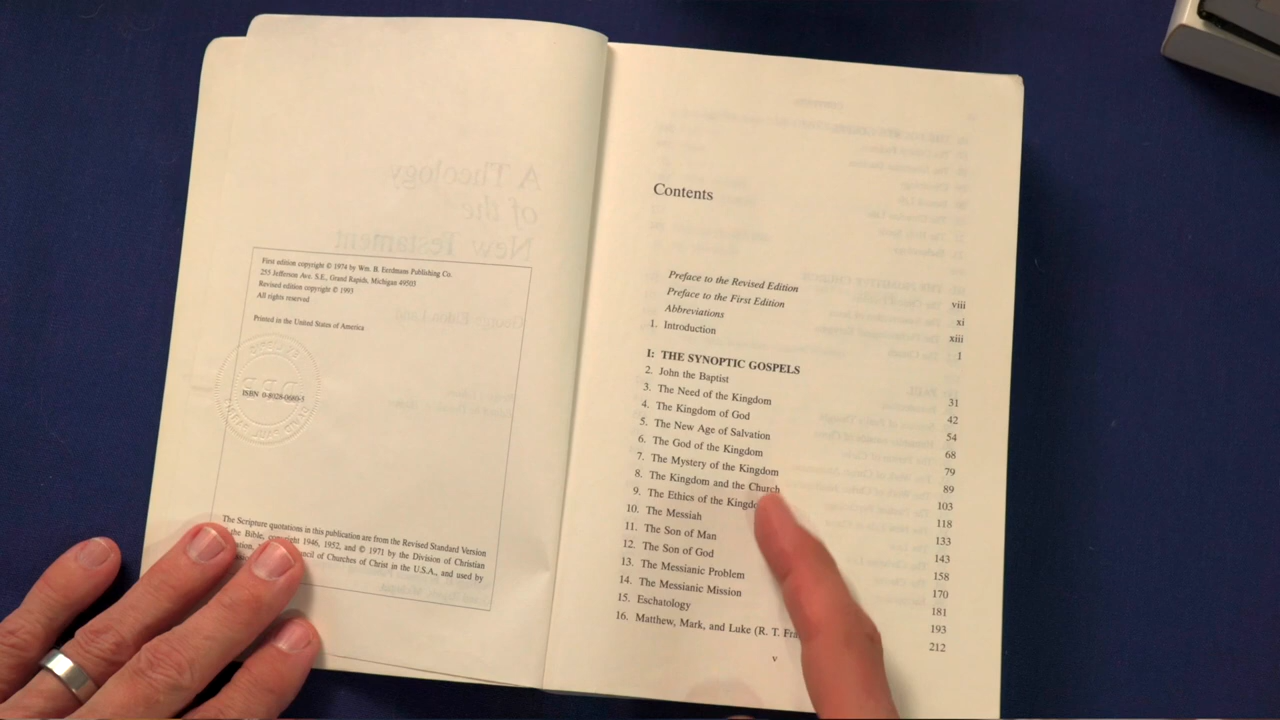 First edition copyright © 1974 by Wm. B. Eerdmans Publishing Co.
255 Jefferson Ave. S.E., Grand Rapids, Michigan 49503
Revised edition copyright © 1993
All rights reserved
Printed in the United States of America
ISBN 0-8028-0680-5
The Scripture quotations in this publication are from the Revised Standard Version
the Bible, copyright 1946, 1952, and © 1971 by the Division of Christian
Council of Churches of Christ in the U.S.A., and used by
Contents
Preface to the Revised Edition viii
Preface to the First Edition xi
Abbreviations xiii
1. Introduction 1
I: THE SYNOPTIC GOSPELS
2. John the Baptist 31
3. The Need of the Kingdom 42
4. The Kingdom of God 54
5. The New Age of Salvation 68
6. The God of the Kingdom 79
7. The Mystery of the Kingdom 89
8. The Kingdom and the Church 103
9. The Ethics of the Kingdom 118
10. The Messiah 133
11. The Son of Man 143
12. The Son of God 158
13. The Messianic Problem 170
14. The Messianic Mission 181
15. Eschatology 193
16. Matthew, Mark, and Luke (R. T. Fra 212
v